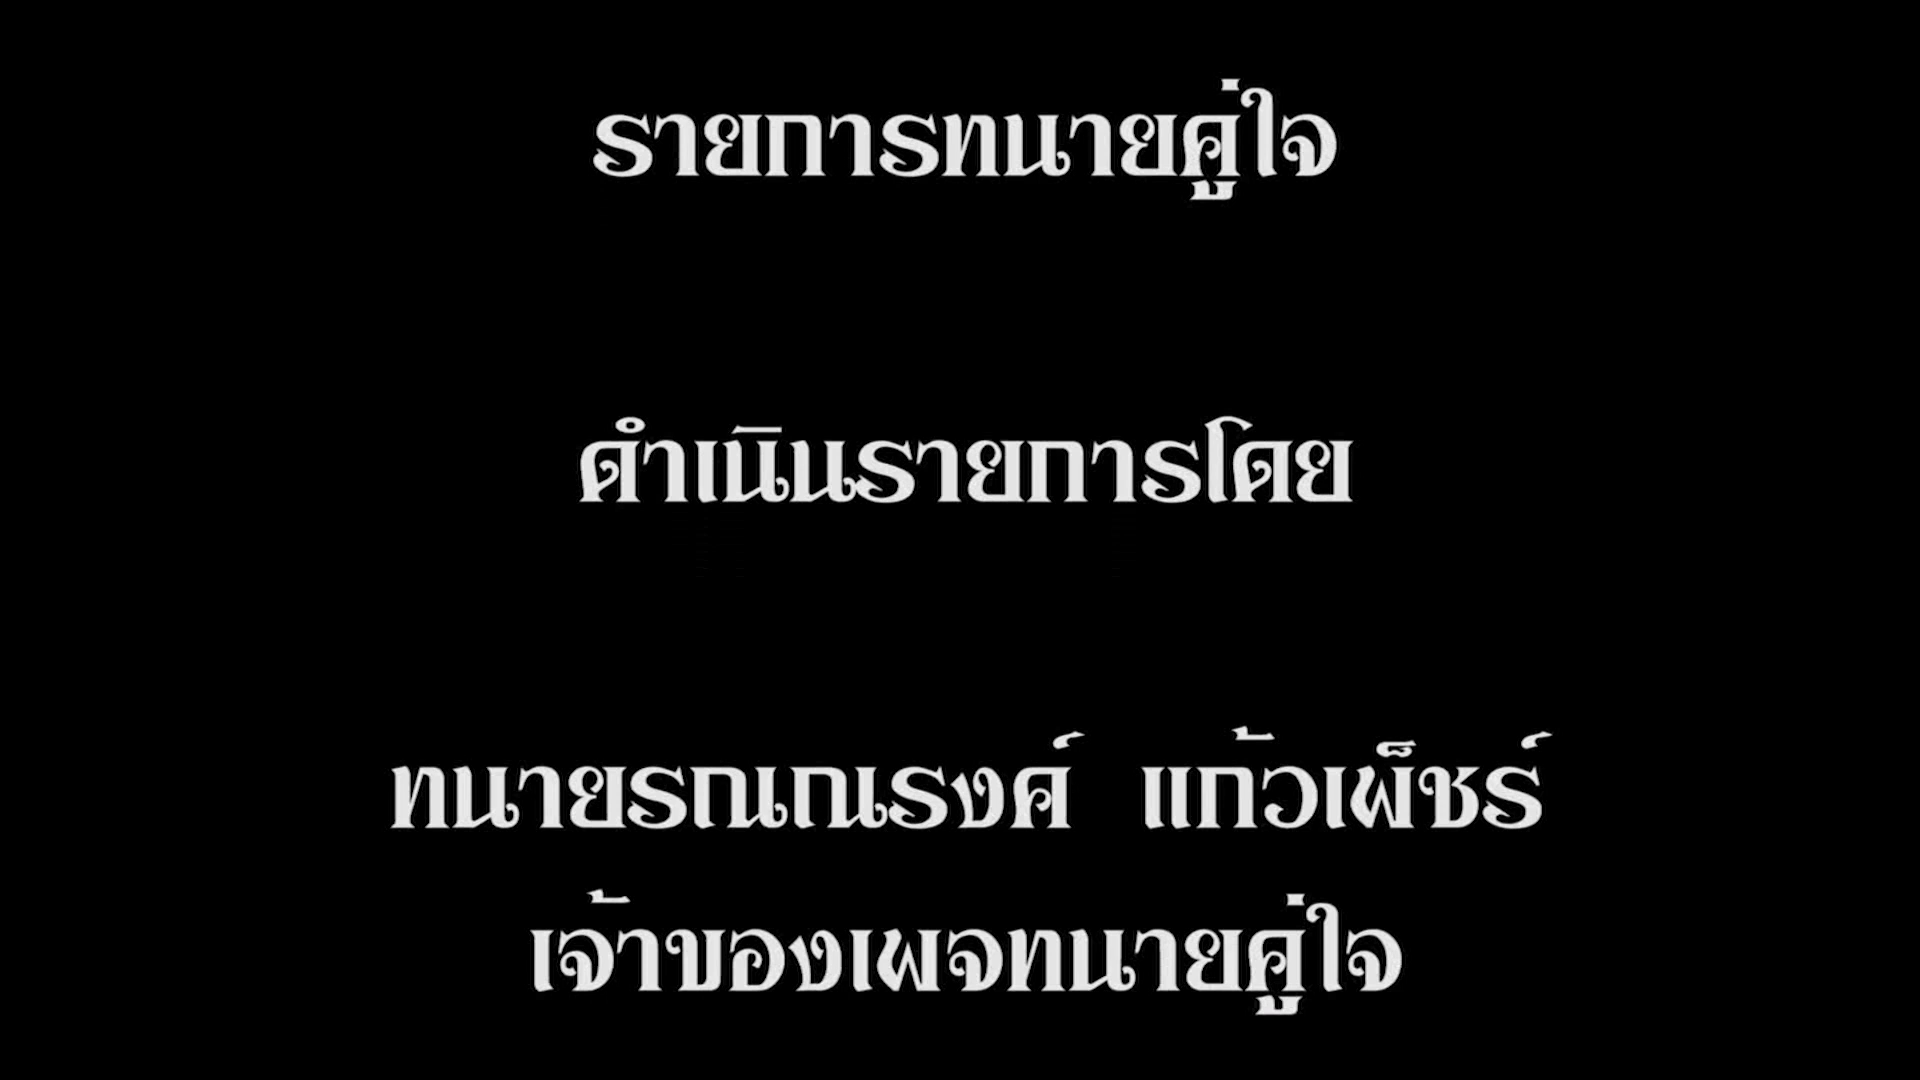 รายการทนายคู่ใจ
ดำเนินรายการโดย
ทนายรณณรงค์ แก้วเพ็ชร์
เจ้าของเพจทนายคู่ใจ